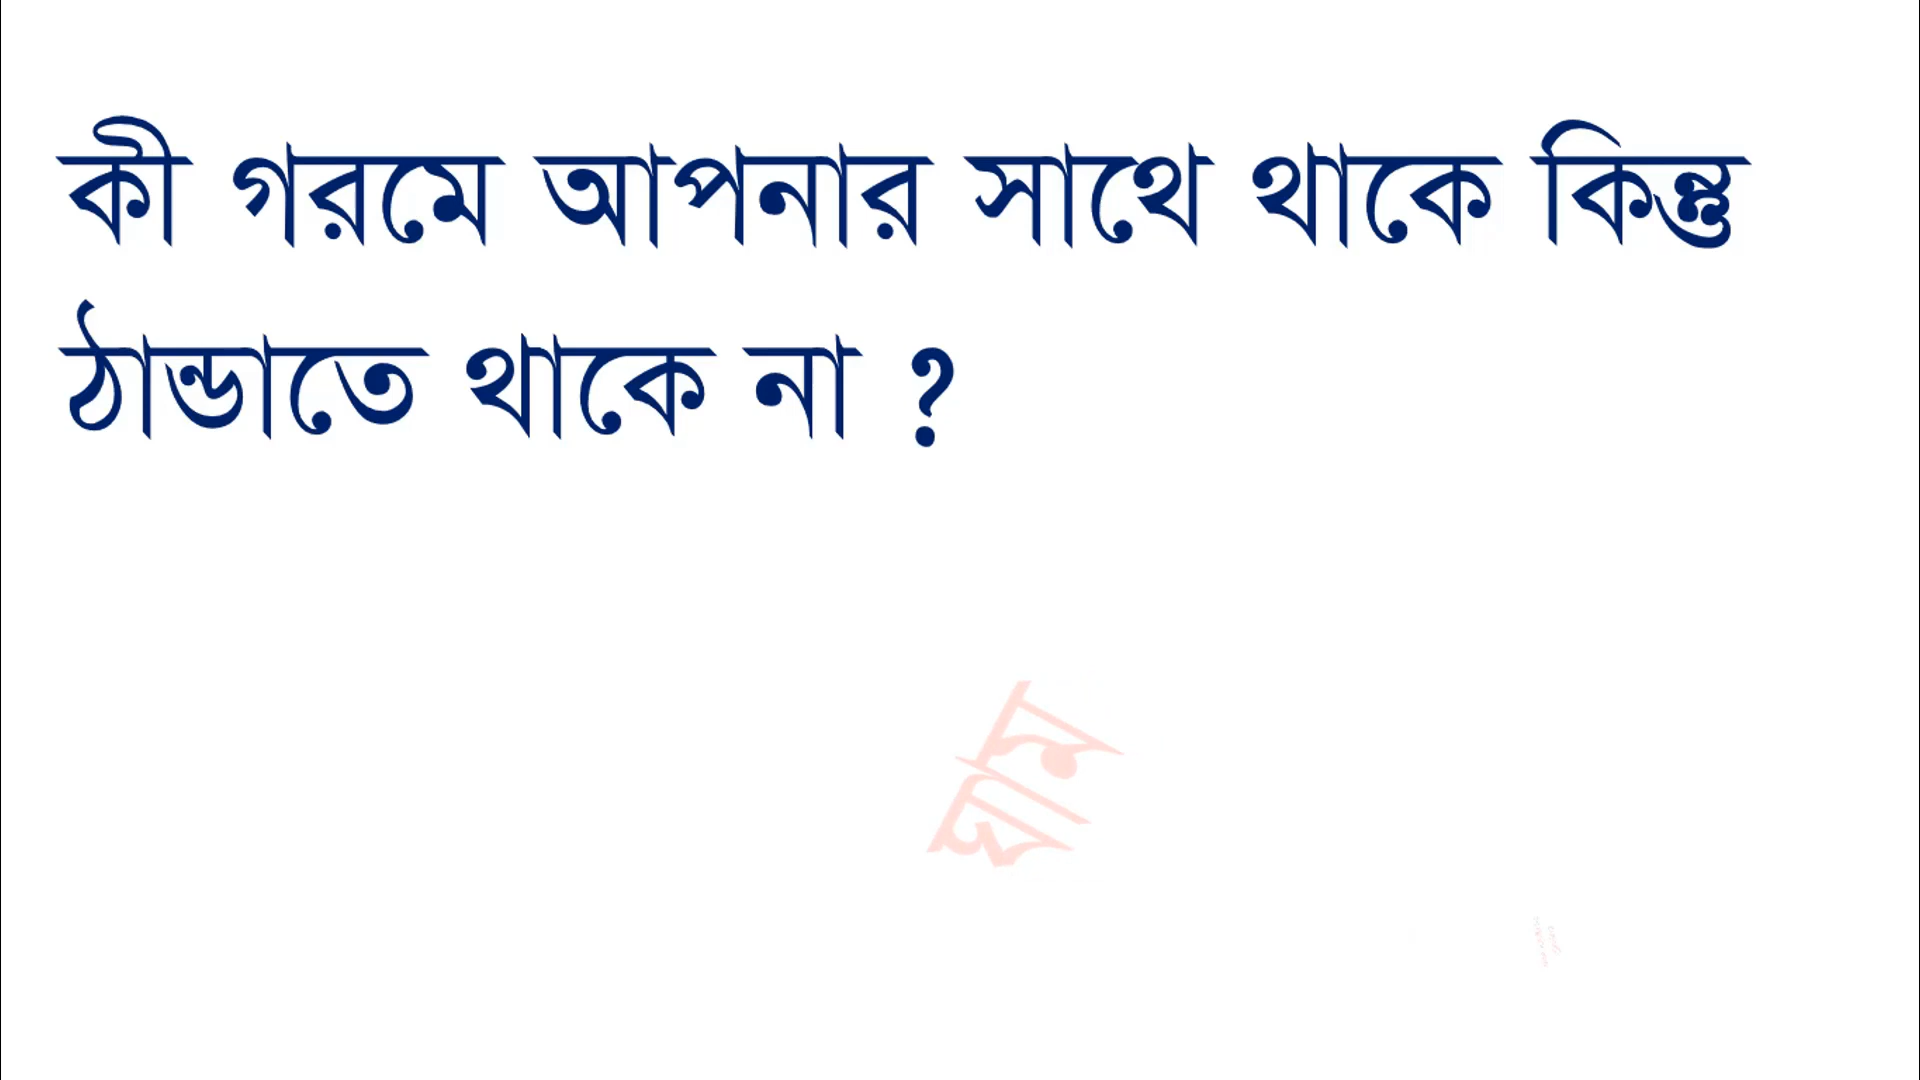 কী গরমে আপনার সাথে থাকে কিন্তু
ঠান্ডাতে থাকে না ?